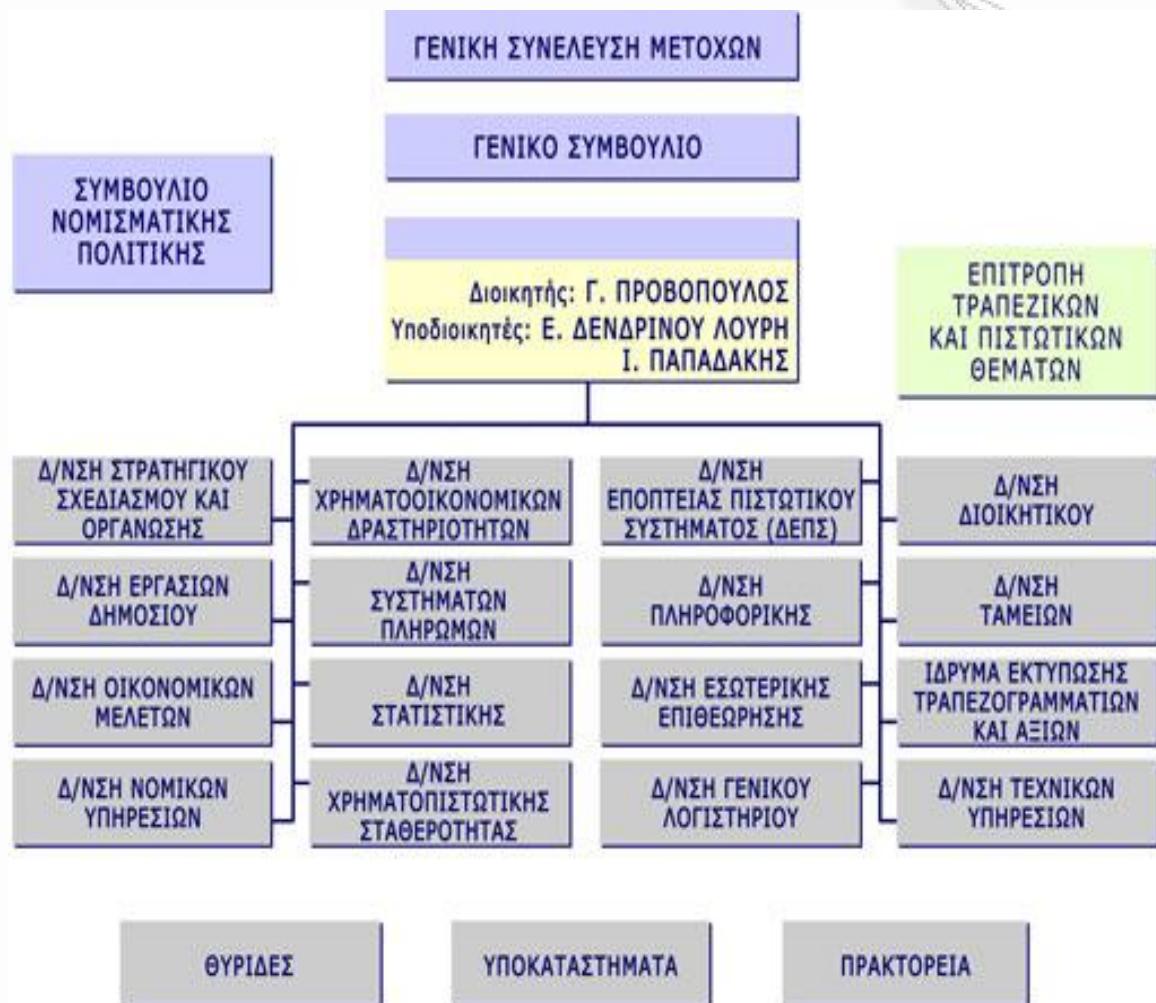 ΓΕΝΙΚΗ ΣΥΝΕΛΕΥΣΗ ΜΕΤΟΧΩΝ
ΓΕΝΙΚΟ ΣΥΜΒΟΥΛΙΟ
ΣΥΜΒΟΥΛΙΟ
ΝΟΜΙΣΜΑΤΙΚΗΣ
ΠΟΛΙΤΙΚΗΣ
Διοικητής: Γ. ΠΡΟΒΟΠΟΥΛΟΣ
Υποδιοικητές: Ε. ΔΕΝΔΡΙΝΟΥ ΛΟΥΡΗ
Ι. ΠΑΠΑΔΑΚΗΣ
ΕΠΙΤΡΟΠΗ
ΤΡΑΠΕΖΙΚΩΝ
ΚΑΙ ΠΙΣΤΩΤΙΚΩΝ
ΘΕΜΑΤΩΝ
Δ/ΝΣΗ ΣΤΡΑΤΗΓΙΚΟΥ
ΣΧΕΔΙΑΣΜΟΥ ΚΑΙ
ΟΡΓΑΝΩΣΗΣ
Δ/ΝΣΗ
ΧΡΗΜΑΤΟΟΙΚΟΝΟΜΙΚΩΝ
ΔΡΑΣΤΗΡΙΟΤΗΤΩΝ
Δ/ΝΣΗ
ΕΠΟΠΤΕΙΑΣ ΠΙΣΤΩΤΙΚΟΥ
ΣΥΣΤΗΜΑΤΟΣ (ΔΕΠΣ)
Δ/ΝΣΗ
ΔΙΟΙΚΗΤΙΚΟΥ
Δ/ΝΣΗ ΕΡΓΑΣΙΩΝ
ΔΗΜΟΣΙΟΥ
Δ/ΝΣΗ
ΣΥΣΤΗΜΑΤΩΝ
ΠΛΗΡΩΜΩΝ
Δ/ΝΣΗ
ΠΛΗΡΟΦΟΡΙΚΗΣ
Δ/ΝΣΗ
ΤΑΜΕΙΩΝ
Δ/ΝΣΗ ΟΙΚΟΝΟΜΙΚΩΝ
ΜΕΛΕΤΩΝ
Δ/ΝΣΗ
ΣΤΑΤΙΣΤΙΚΗΣ
Δ/ΝΣΗ ΕΣΩΤΕΡΙΚΗΣ
ΕΠΙΘΕΩΡΗΣΗΣ
ΙΔΡΥΜΑ ΕΚΤΥΠΩΣΗΣ
ΤΡΑΠΕΖΟΓΡΑΜΜΑΤΙΩΝ
ΚΑΙ ΑΞΙΩΝ
Δ/ΝΣΗ ΝΟΜΙΚΩΝ
ΥΠΗΡΕΣΙΩΝ
Δ/ΝΣΗ
ΧΡΗΜΑΤΟΠΙΣΤΩΤΙΚΗΣ
ΣΤΑΘΕΡΟΤΗΤΑΣ
Δ/ΝΣΗ ΓΕΝΙΚΟΥ
ΛΟΓΙΣΤΗΡΙΟΥ
Δ/ΝΣΗ ΤΕΧΝΙΚΩΝ
ΥΠΗΡΕΣΙΩΝ
ΘΥΡΙΔΕΣ
ΥΠΟΚΑΤΑΣΤΗΜΑΤΑ
ΠΡΑΚΤΟΡΕΙΑ